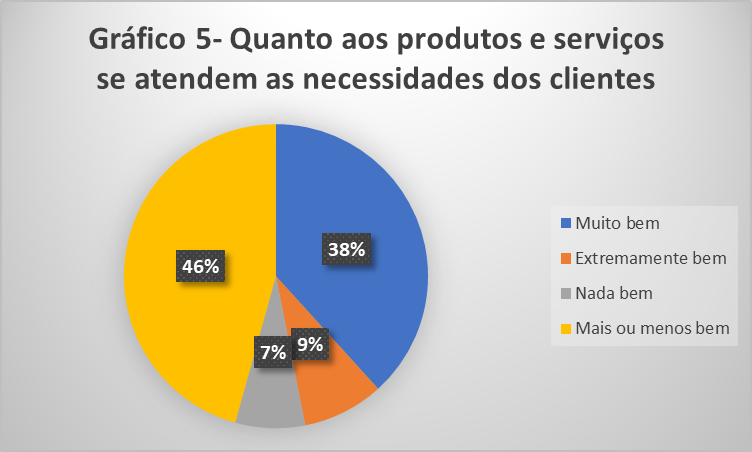 Gráfico 5- Quanto aos produtos e serviços
se atendem as necessidades dos clientes
38%
46%
9%
7%
Muito bem
Extremamente bem
Nada bem
Mais ou menos bem